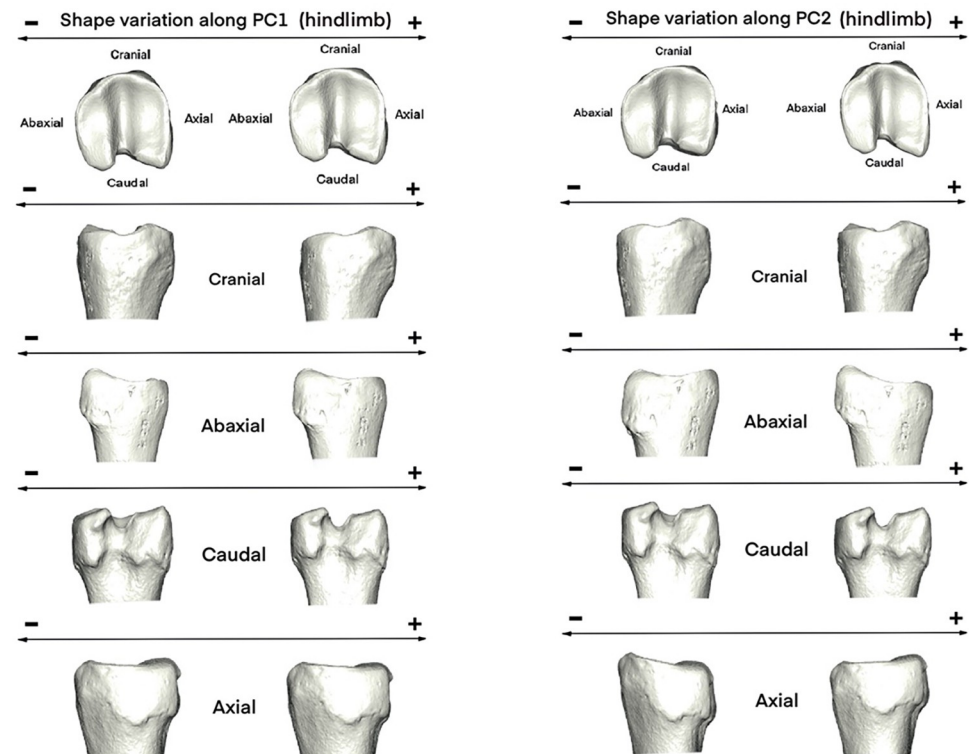 Shape variation along PC1 (hindlimb)
- +
Cranial Cranial
Abaxial Axial Abaxial Axial
Caudal Caudal
- +
Cranial
- +
Abaxial
- +
Caudal
- +
Axial
Shape variation along PC2 (hindlimb)
- +
Cranial Cranial
Abaxial Axial Abaxial Axial
Caudal Caudal
- +
Cranial
- +
Abaxial
- +
Caudal
- +
Axial